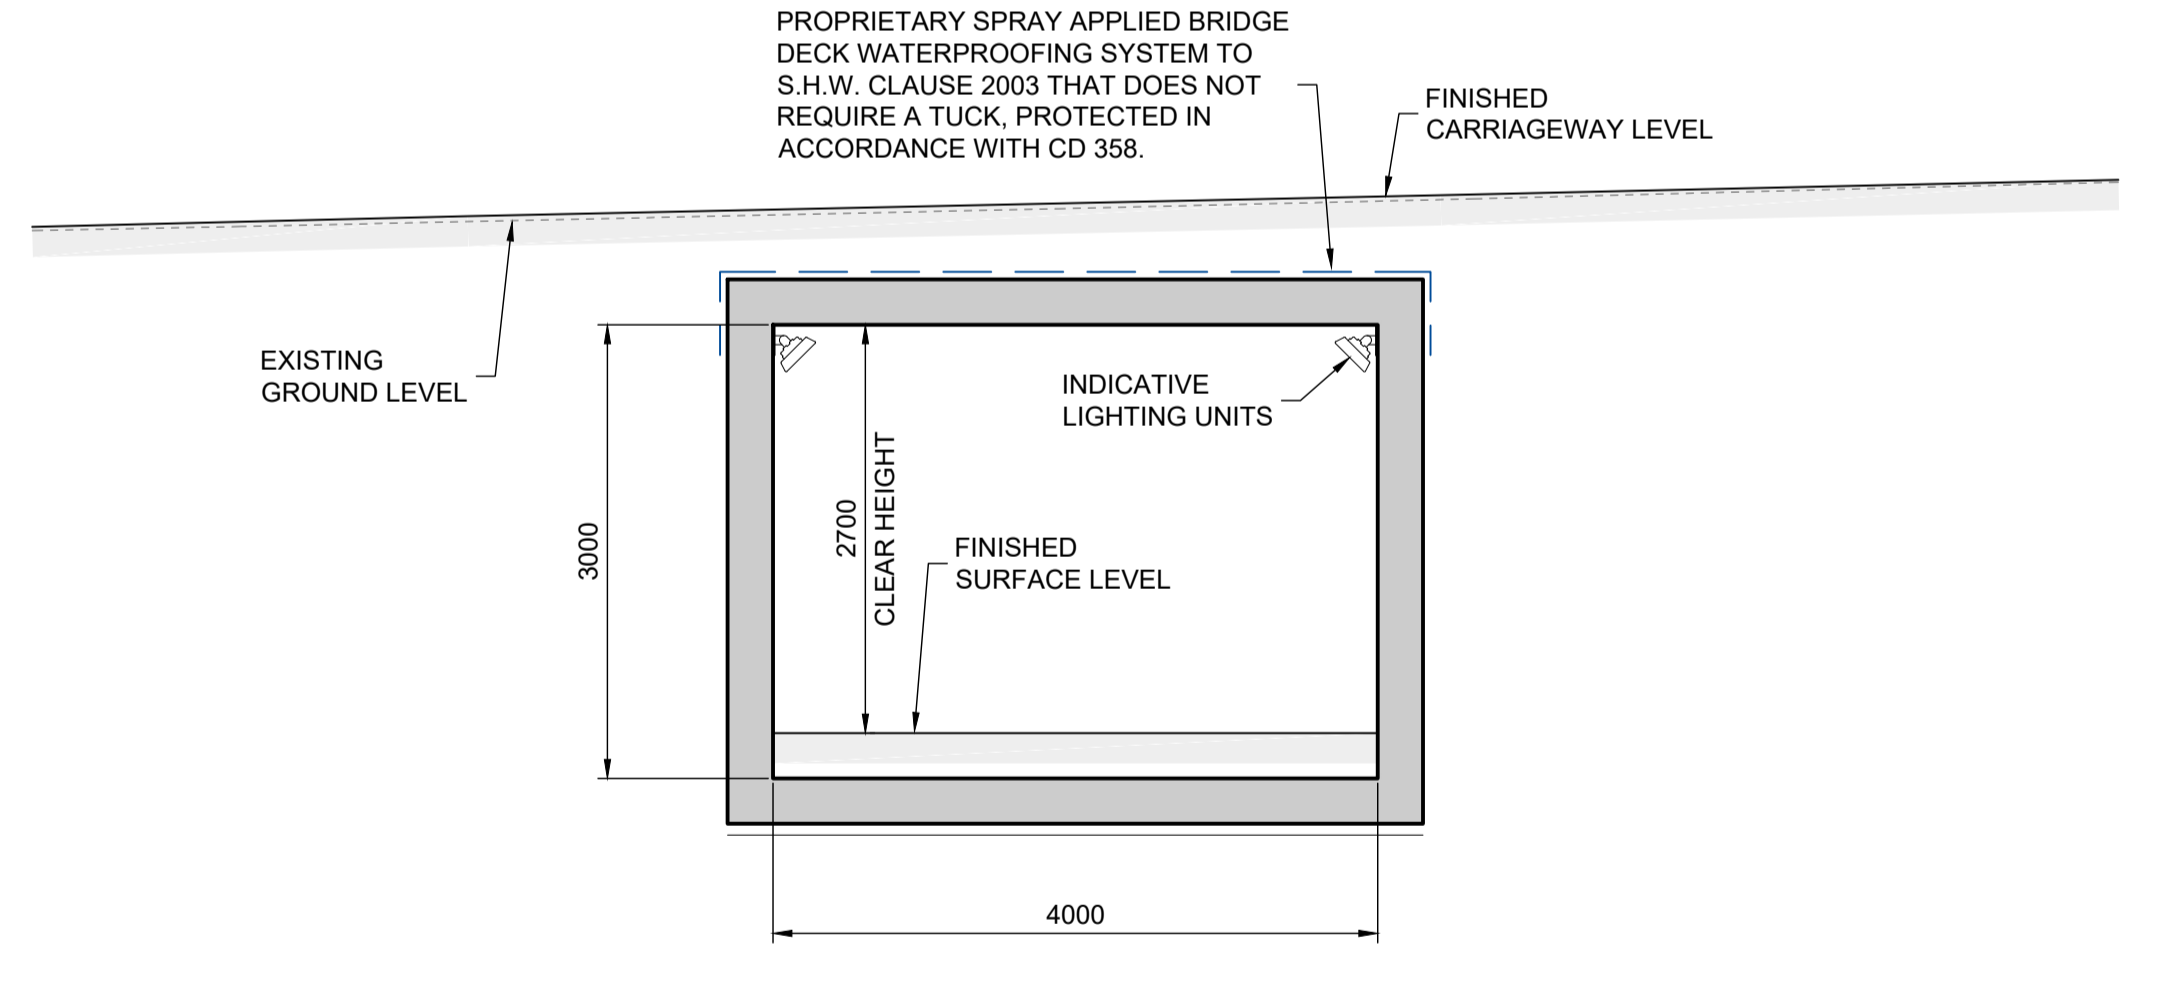 PROPRIETARY SPRAY APPLIED BRIDGE
DECK WATERPROOFING SYSTEM TO
S.H.W. CLAUSE 2003 THAT DOES NOT
REQUIRE A TUCK, PROTECTED IN
ACCORDANCE WITH CD 358.
FINISHED
CARRIAGEWAY LEVEL
EXISTING
GROUND LEVEL
INDICATIVE
LIGHTING UNITS
3000
2700
CLEAR HEIGHT
FINISHED
SURFACE LEVEL
4000